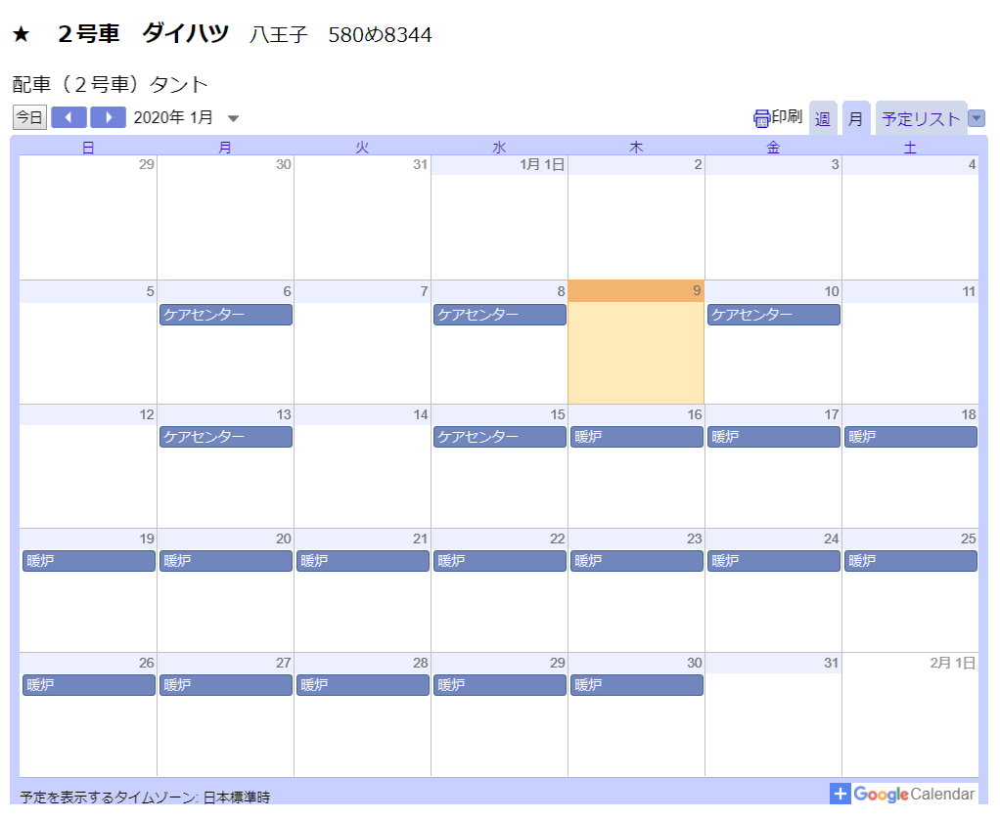 ★　２号車　ダイハツ　八王子　580め8344
配車（２号車）タント
今日 2020年 1月 印刷 週 月 予定リスト
日 月 火 水 木 金 土
29 30 31 1月 1日 2 3 4
5 6 7 8 9 10 11
ケアセンター ケアセンター ケアセンター
12 13 14 15 16 17 18
ケアセンター ケアセンター 暖炉 暖炉 暖炉
19 20 21 22 23 24 25
暖炉 暖炉 暖炉 暖炉 暖炉 暖炉 暖炉
26 27 28 29 30 31 2月 1日
暖炉 暖炉 暖炉 暖炉 暖炉
予定を表示するタイムゾーン: 日本標準時 + Google Calendar